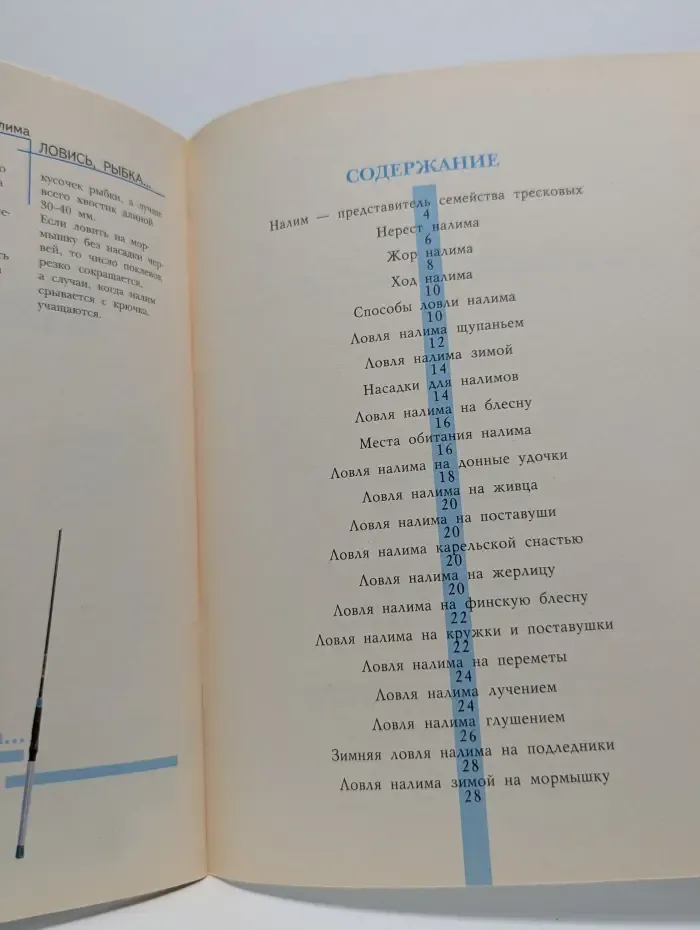 лима
ЛОВИСЬ, РЫБКА...
кусочек рыбки, а лучше
всего хвостик длиной
30–40 мм.
Если ловить на мор-
мышку без насадки чер-
вей, то число поклевок
резко сокращается,
а случаи, когда налим
срывается с крючка,
учащаются.
СОДЕРЖАНИЕ
Налим — представитель семейства тресковых
4
Нерест налима
6
Жор налима
8
Ход налима
10
Способы ловли налима
10
Ловля налима щупаньем
12
Ловля налима зимой
14
Насадки для налимов
14
Ловля налима на блесну
16
Места обитания налима
16
Ловля налима на донные удочки
18
Ловля налима на живца
20
Ловля налима на поставуши
20
Ловля налима карельской снастью
20
Ловля налима на жерлицу
20
Ловля налима на финскую блесну
22
Ловля налима на кружки и поставушки
22
Ловля налима на переметы
24
Ловля налима лучением
24
Ловля налима глушением
26
Зимняя ловля налима на подледники
28
Ловля налима зимой на мормышку
28